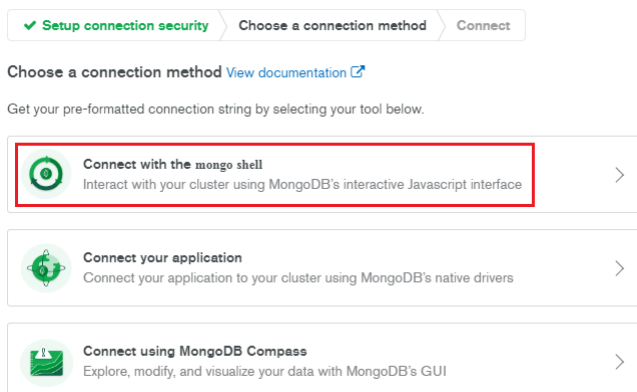 ✔ Setup connection security Choose a connection method Connect
Choose a connection method View documentation
Get your pre-formatted connection string by selecting your tool below.
Connect with the mongo shell
Interact with your cluster using MongoDB's interactive Javascript interface
Connect your application
Connect your application to your cluster using MongoDB's native drivers
Connect using MongoDB Compass
Explore, modify, and visualize your data with MongoDB's GUI